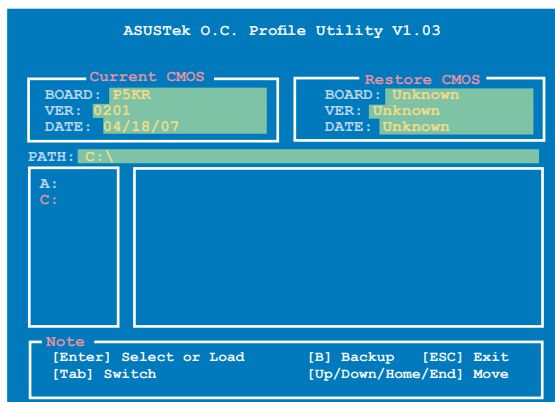 ASUSTek O.C. Profile Utility V1.03
Current CMOS
BOARD: P5KR
VER: 0201
DATE: 04/18/07
Restore CMOS
BOARD: Unknown
VER: Unknown
DATE: Unknown
PATH: C:\
A:
C:
Note
[Enter] Select or Load [B] Backup [ESC] Exit
[Tab] Switch [Up/Down/Home/End] Move